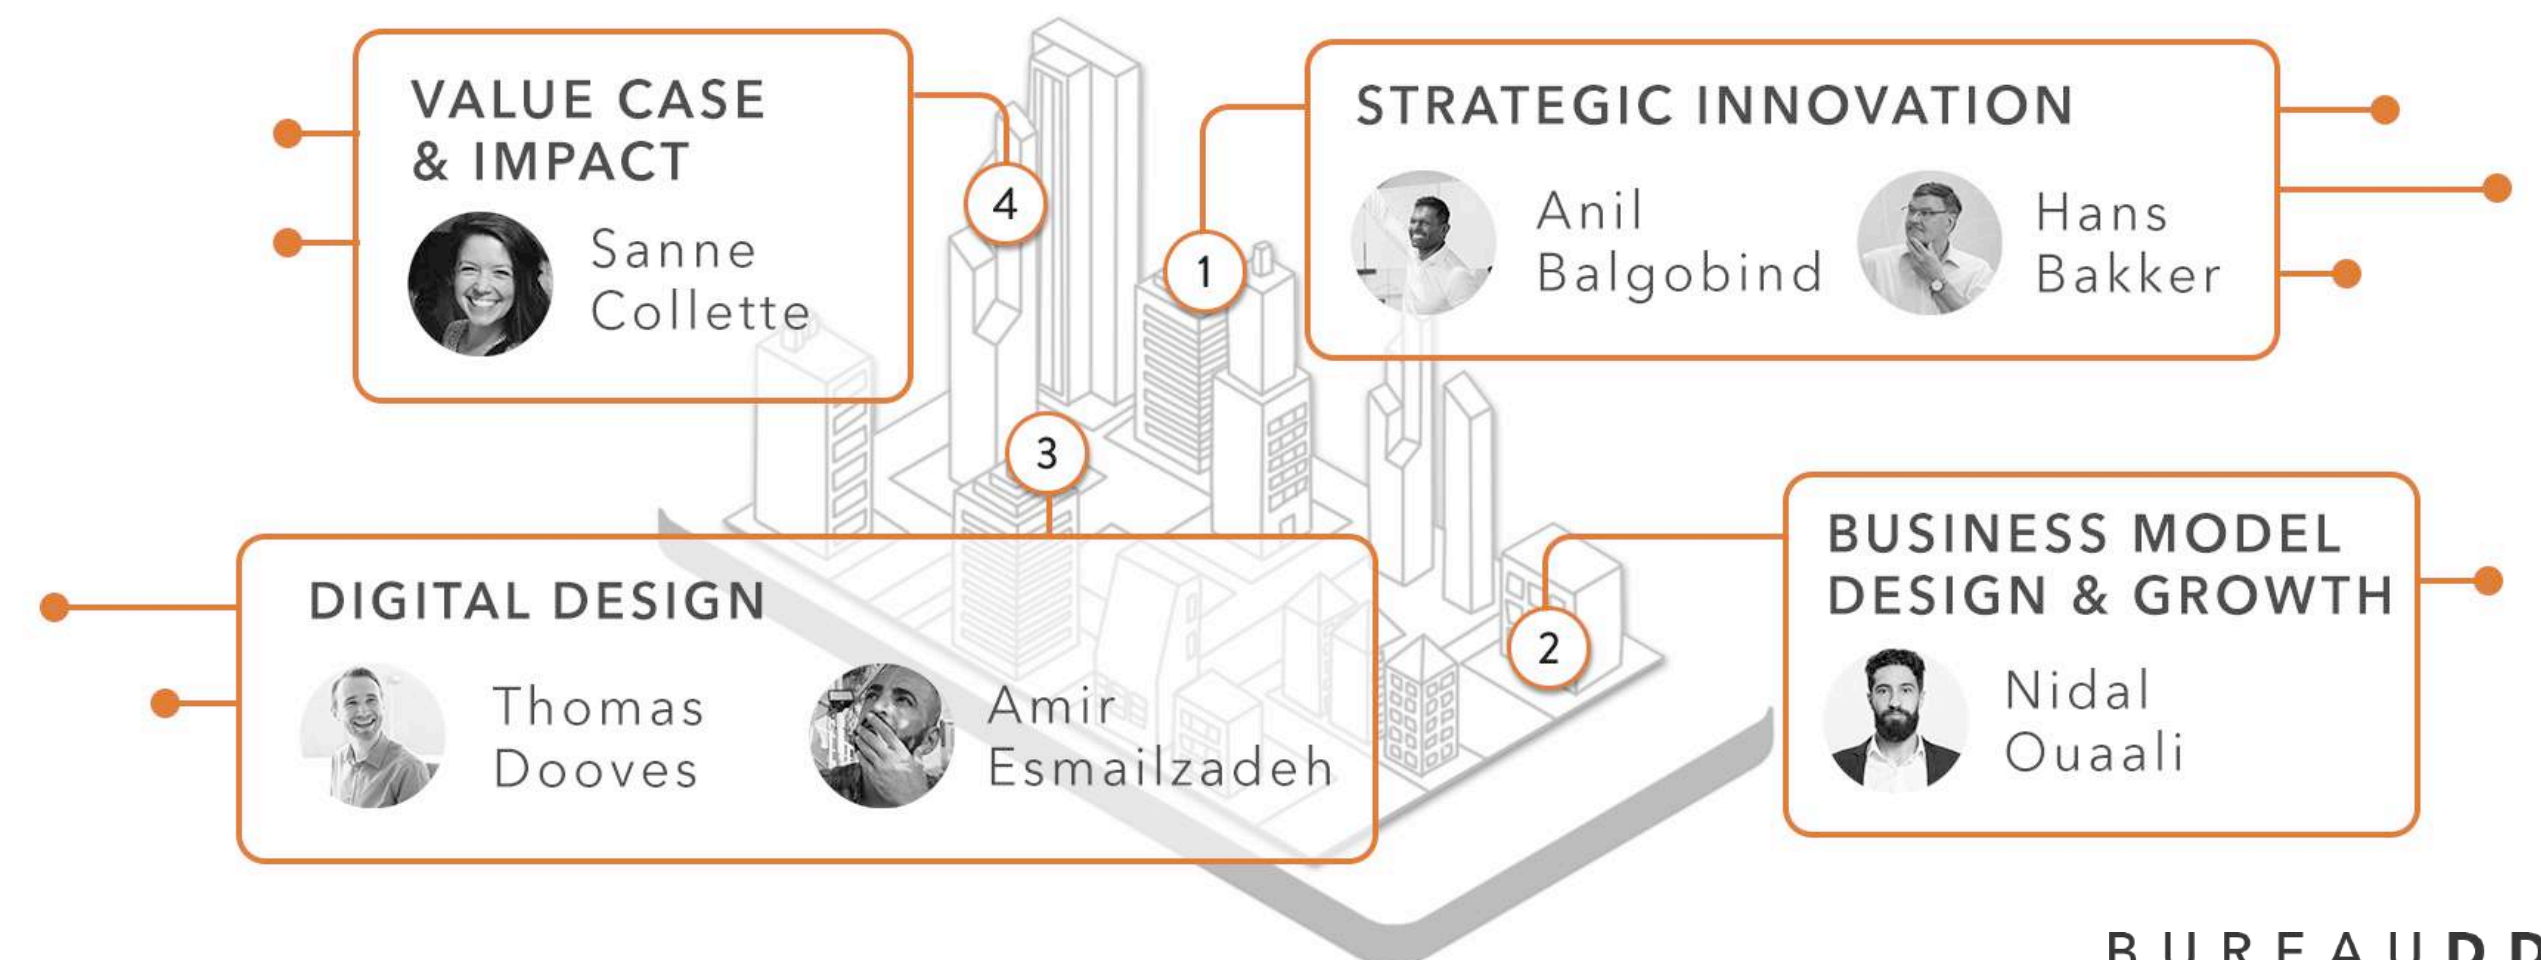 VALUE CASE
& IMPACT
Sanne
Collette
4
STRATEGIC INNOVATION
Anil
Balgobind
Hans
Bakker
1
3
DIGITAL DESIGN
Thomas
Dooves
Amir
Esmailzadeh
2
BUSINESS MODEL
DESIGN & GROWTH
Nidal
Ouaali
BUREAUDD